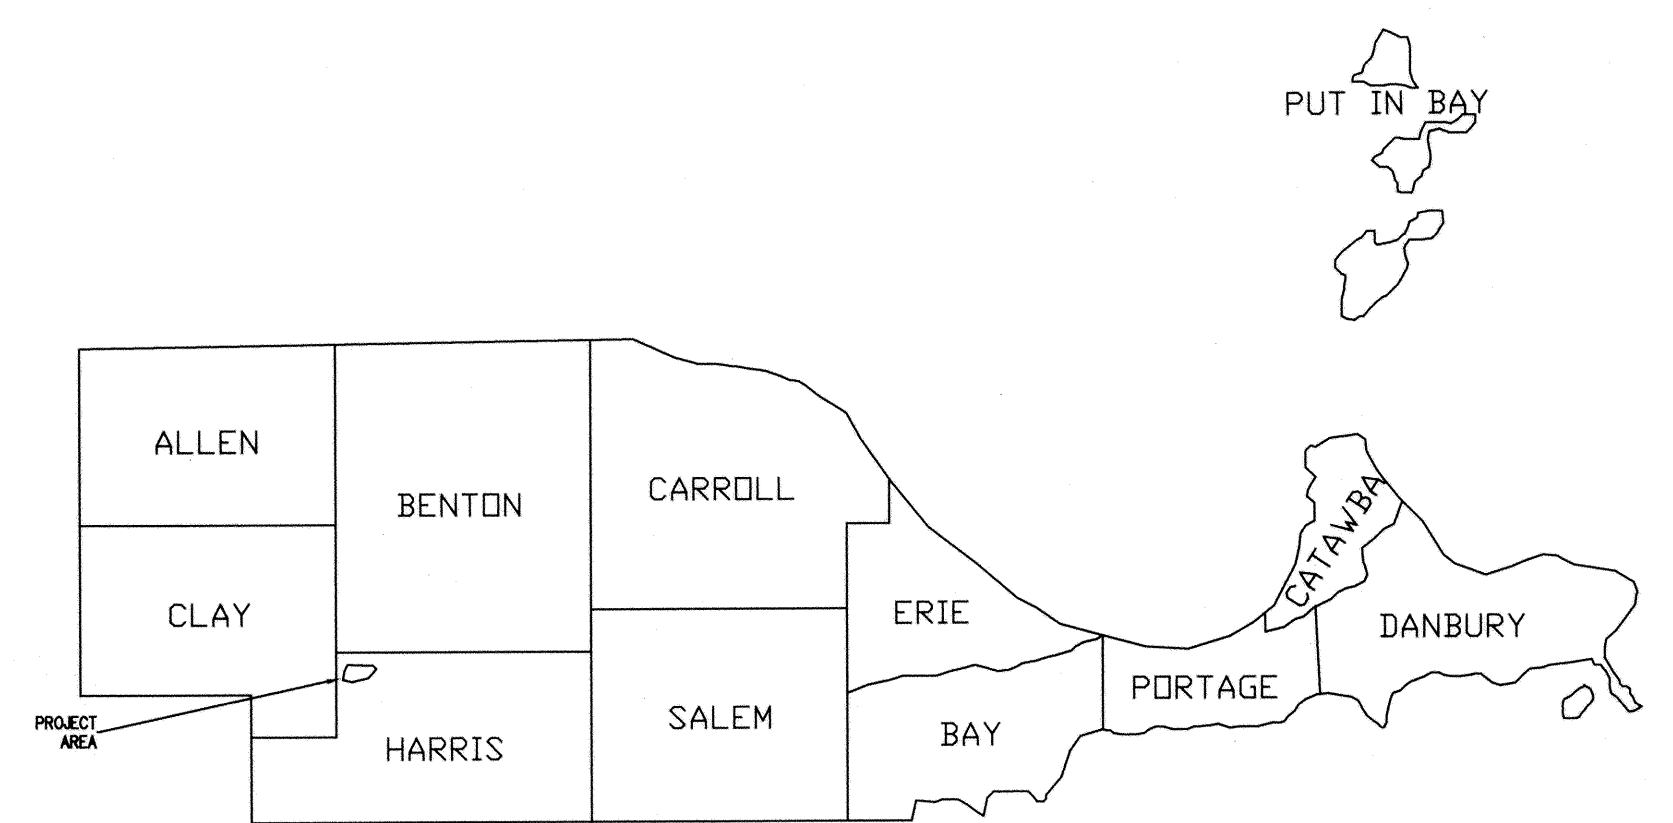 PUT IN BAY
ALLEN
BENTON
CARROLL
CATAWBA
CLAY
ERIE
DANBURY
PORTAGE
SALEM
BAY
HARRIS
PROJECT
AREA